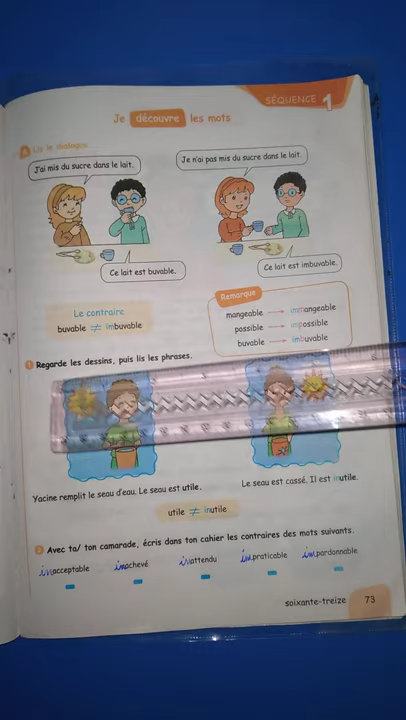 SÉQUENCE 1
Je découvre les mots
Lis le dialogue.
J'ai mis du sucre dans le lait.
Je n'ai pas mis du sucre dans le lait.
Ce lait est buvable.
Ce lait est imbuvable.
Le contraire
buvable ≠ imbuvable
Remarque
mangeable → immangeable
possible → impossible
buvable → imbuvable
1 Regarde les dessins, puis lis les phrases.
Yacine remplit le seau d'eau. Le seau est utile.
Le seau est cassé. Il est inutile.
utile ≠ inutile
2 Avec ta/ ton camarade, écris dans ton cahier les contraires des mots suivants.
inacceptable inachevé inattendu impraticable impardonnable
soixante-treize 73